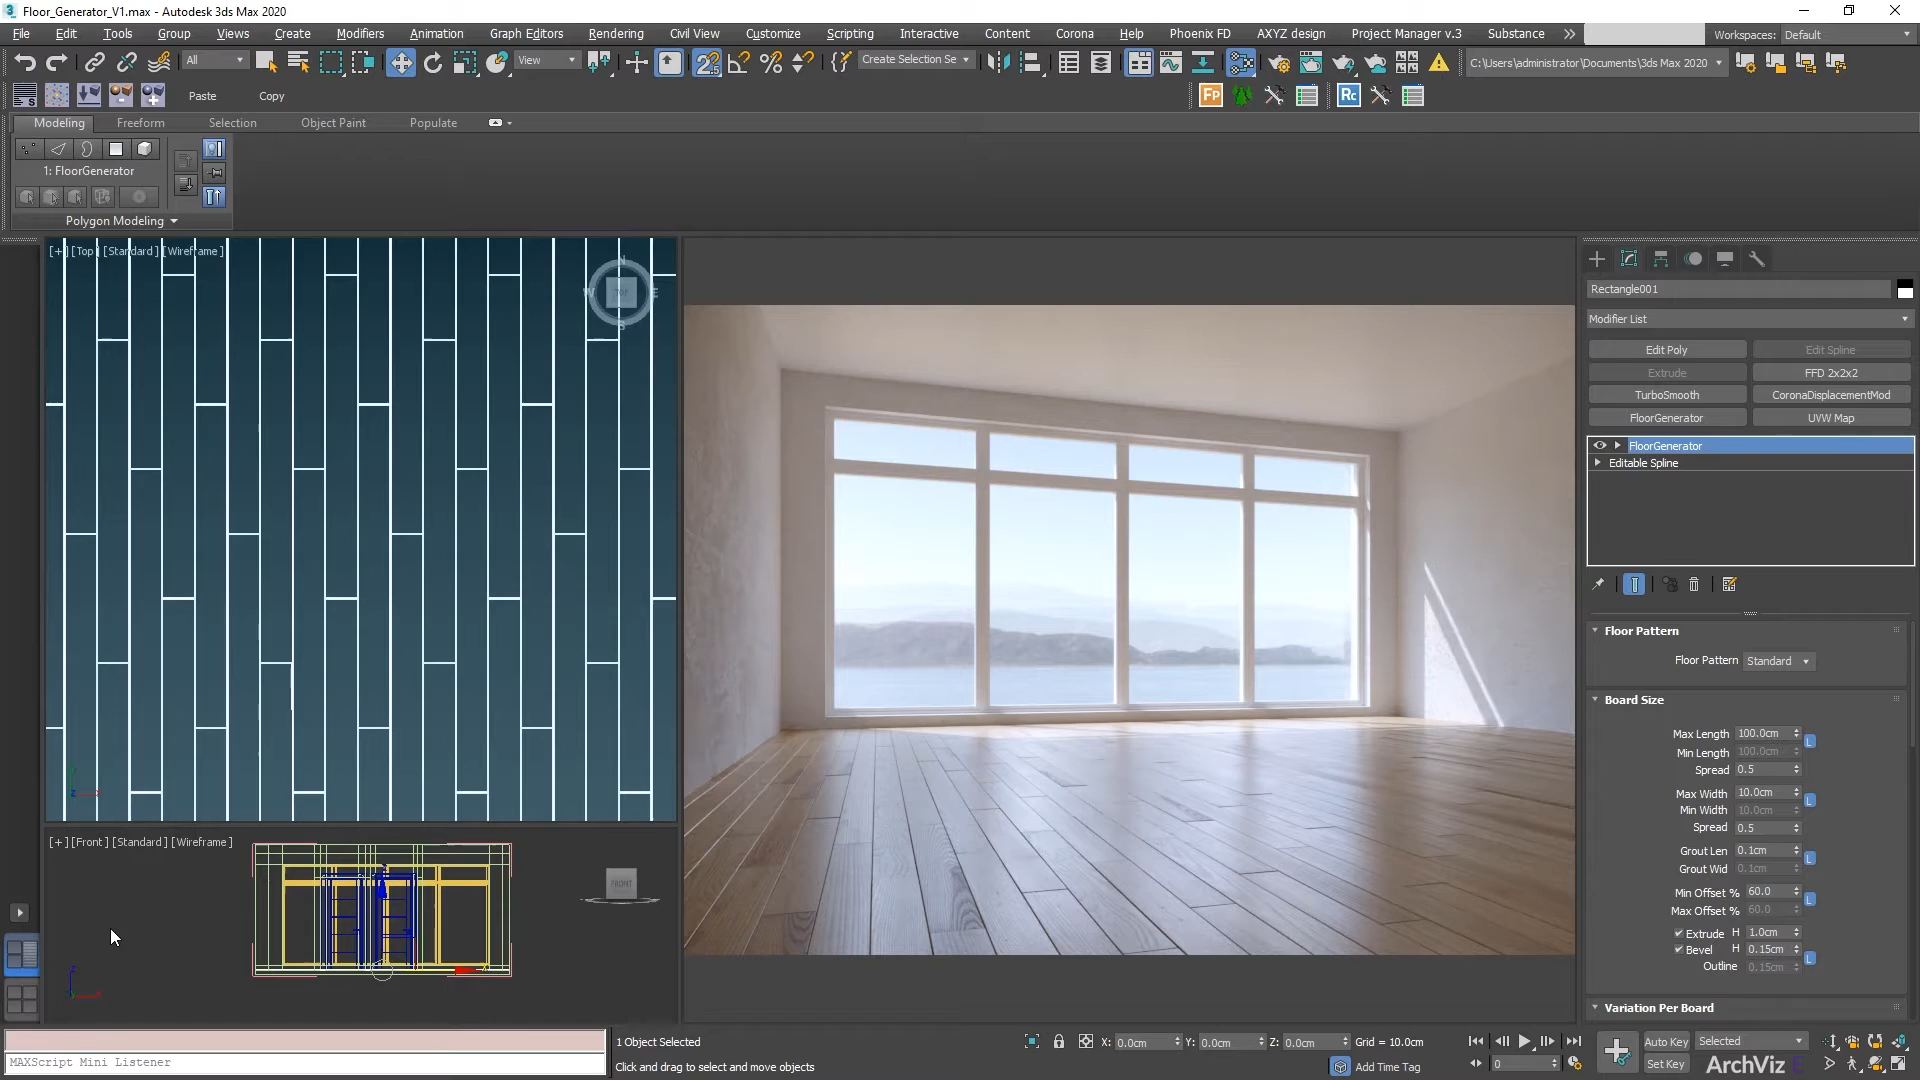 Floor_Generator_V1.max - Autodesk 3ds Max 2020
File Edit Tools Group Views Create Modifiers Animation Graph Editors Rendering Civil View Customize Scripting Interactive Content Corona Help Phoenix FD AXYZ design Project Manager v.3 Substance Workspaces: Default
All View Create Selection Se C:\Users\administrator\Documents\3ds Max 2020
Paste Copy Fp Rc
Modeling Freeform Selection Object Paint Populate
1: FloorGenerator
Polygon Modeling
[+] [Top] [Standard] [Wireframe]
N
W E
S
[+] [Front] [Standard] [Wireframe]
FRONT
Rectangle001
Modifier List
Edit Poly Edit Spline
Extrude FFD 2x2x2
TurboSmooth CoronaDisplacementMod
FloorGenerator UVW Map
FloorGenerator
Editable Spline
Floor Pattern
Floor Pattern Standard
Board Size
Max Length 100.0cm L
Min Length 100.0cm
Spread 0.5
Max Width 10.0cm L
Min Width 10.0cm
Spread 0.5
Grout Len 0.1cm L
Grout Wid 0.1cm
Min Offset % 60.0 L
Max Offset % 60.0
Extrude H 1.0cm
Bevel H 0.15cm L
Outline 0.15cm
Variation Per Board
MAXScript Mini Listener
1 Object Selected
Click and drag to select and move objects
X: 0.0cm Y: 0.0cm Z: 0.0cm Grid = 10.0cm
Add Time Tag
0
Auto Key Selected
Set Key
ArchViz